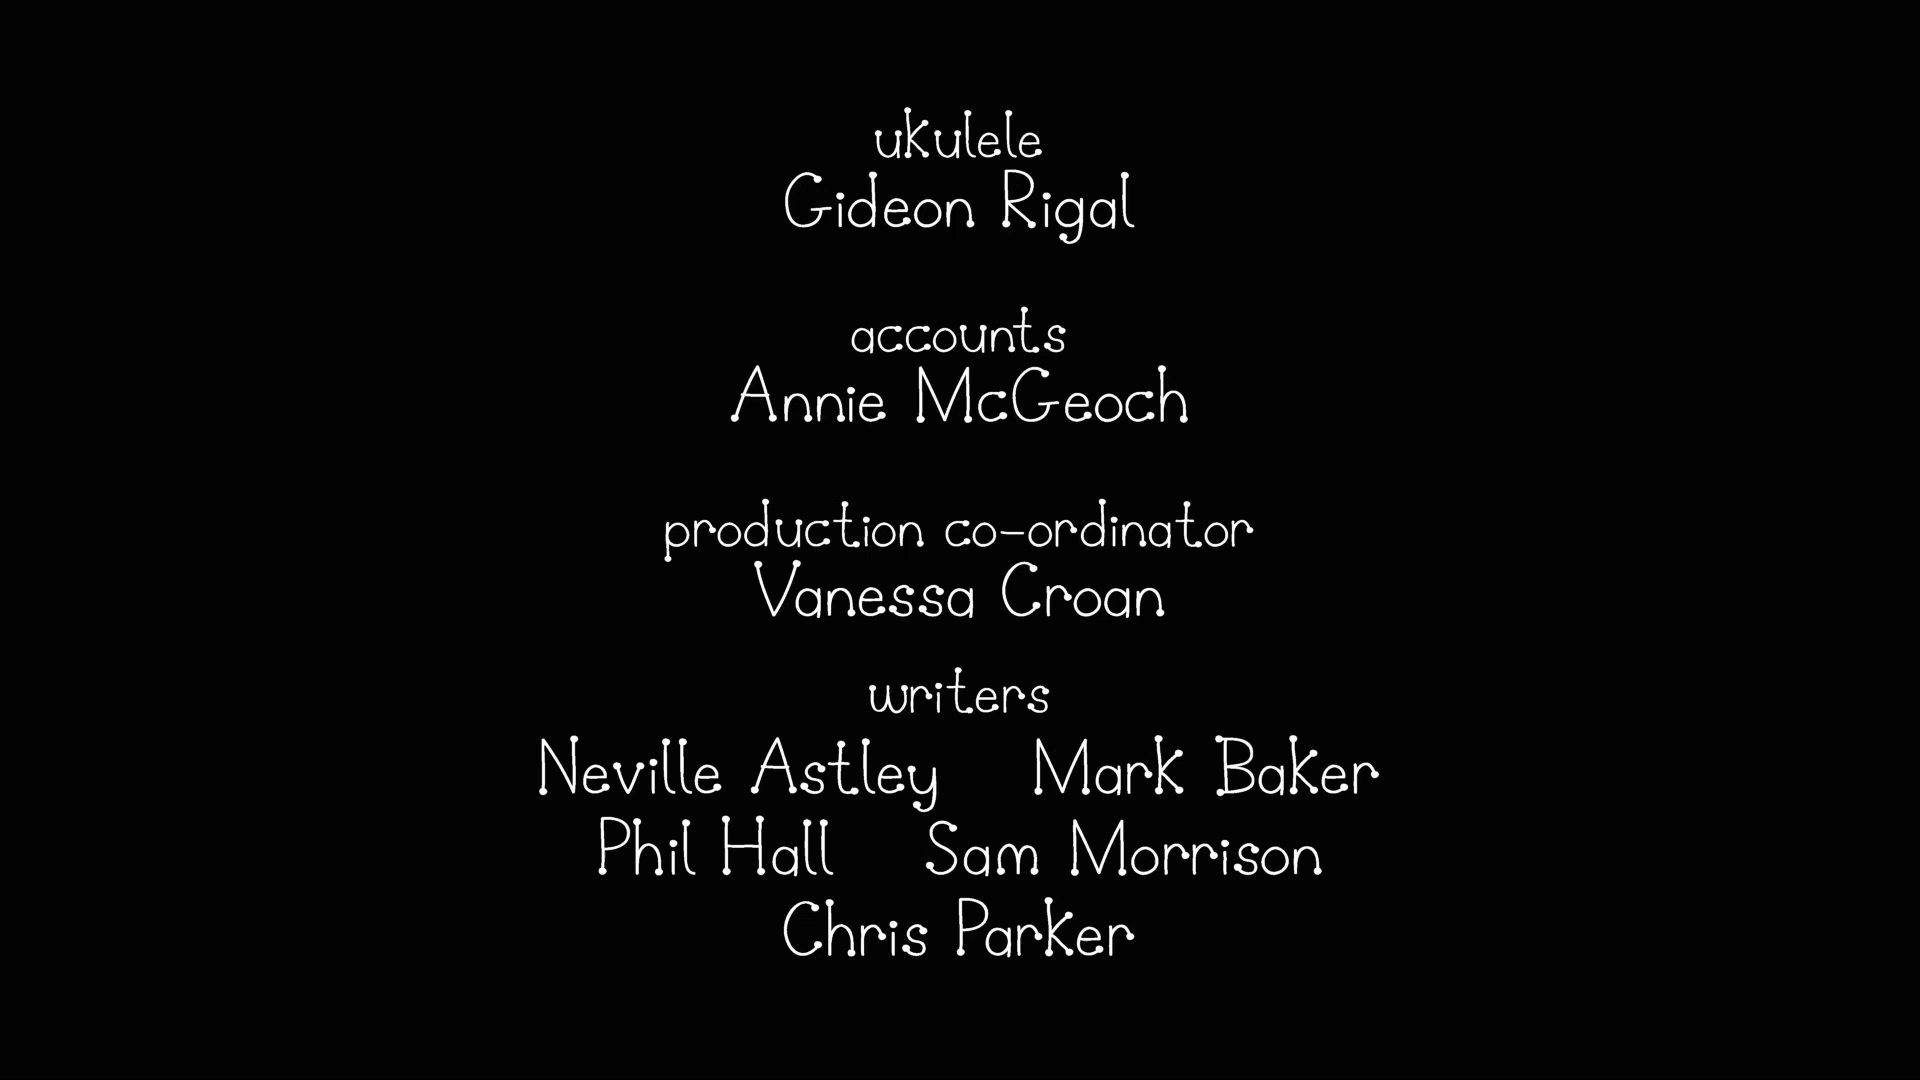 ukulele
Gideon Rigal
accounts
Annie McGeoch
production co-ordinator
Vanessa Croan
writers
Neville Astley Mark Baker
Phil Hall Sam Morrison
Chris Parker